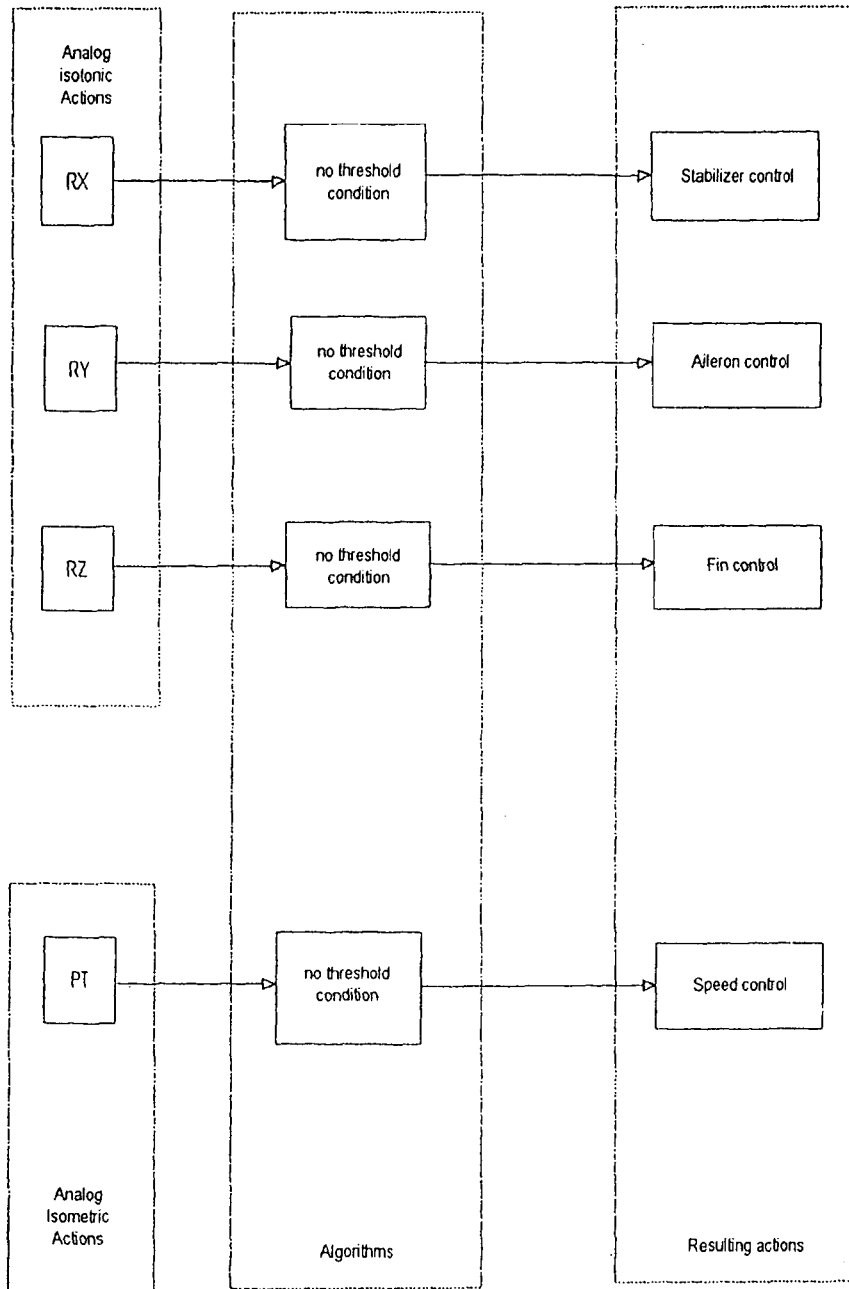 Analog
isotonic
Actions
RX
no threshold
condition
Stabilizer control
RY
no threshold
condition
Aileron control
RZ
no threshold
condition
Fin control
PT
no threshold
condition
Speed control
Analog
Isometric
Actions
Algorithms
Resulting actions